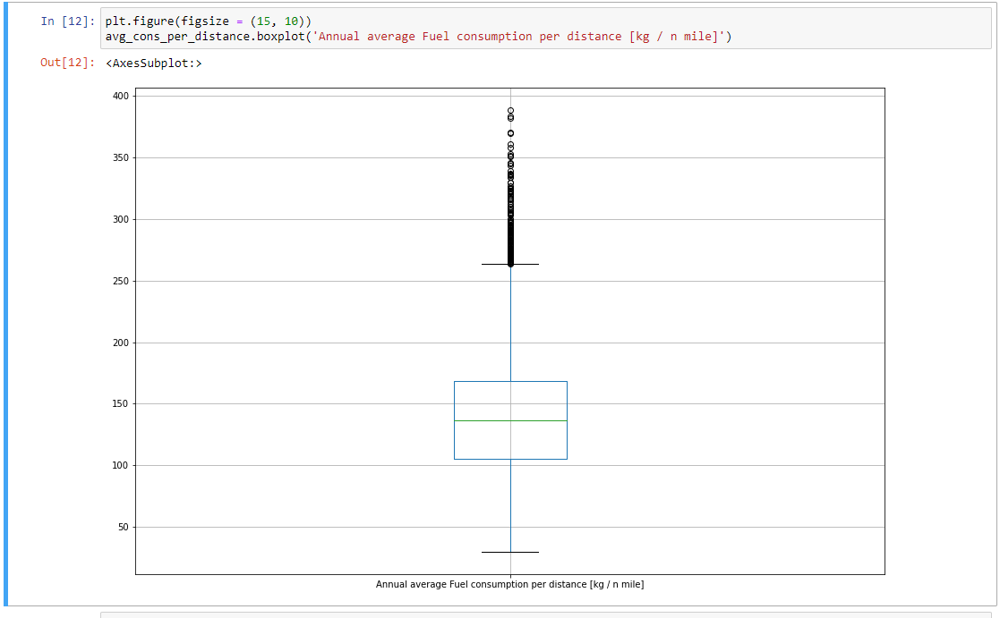 In [12]: plt.figure(figsize = (15, 10))
avg_cons_per_distance.boxplot('Annual average Fuel consumption per distance [kg / n mile]')
Out[12]: <AxesSubplot:>
400
350
300
250
200
150
100
50
Annual average Fuel consumption per distance [kg / n mile]